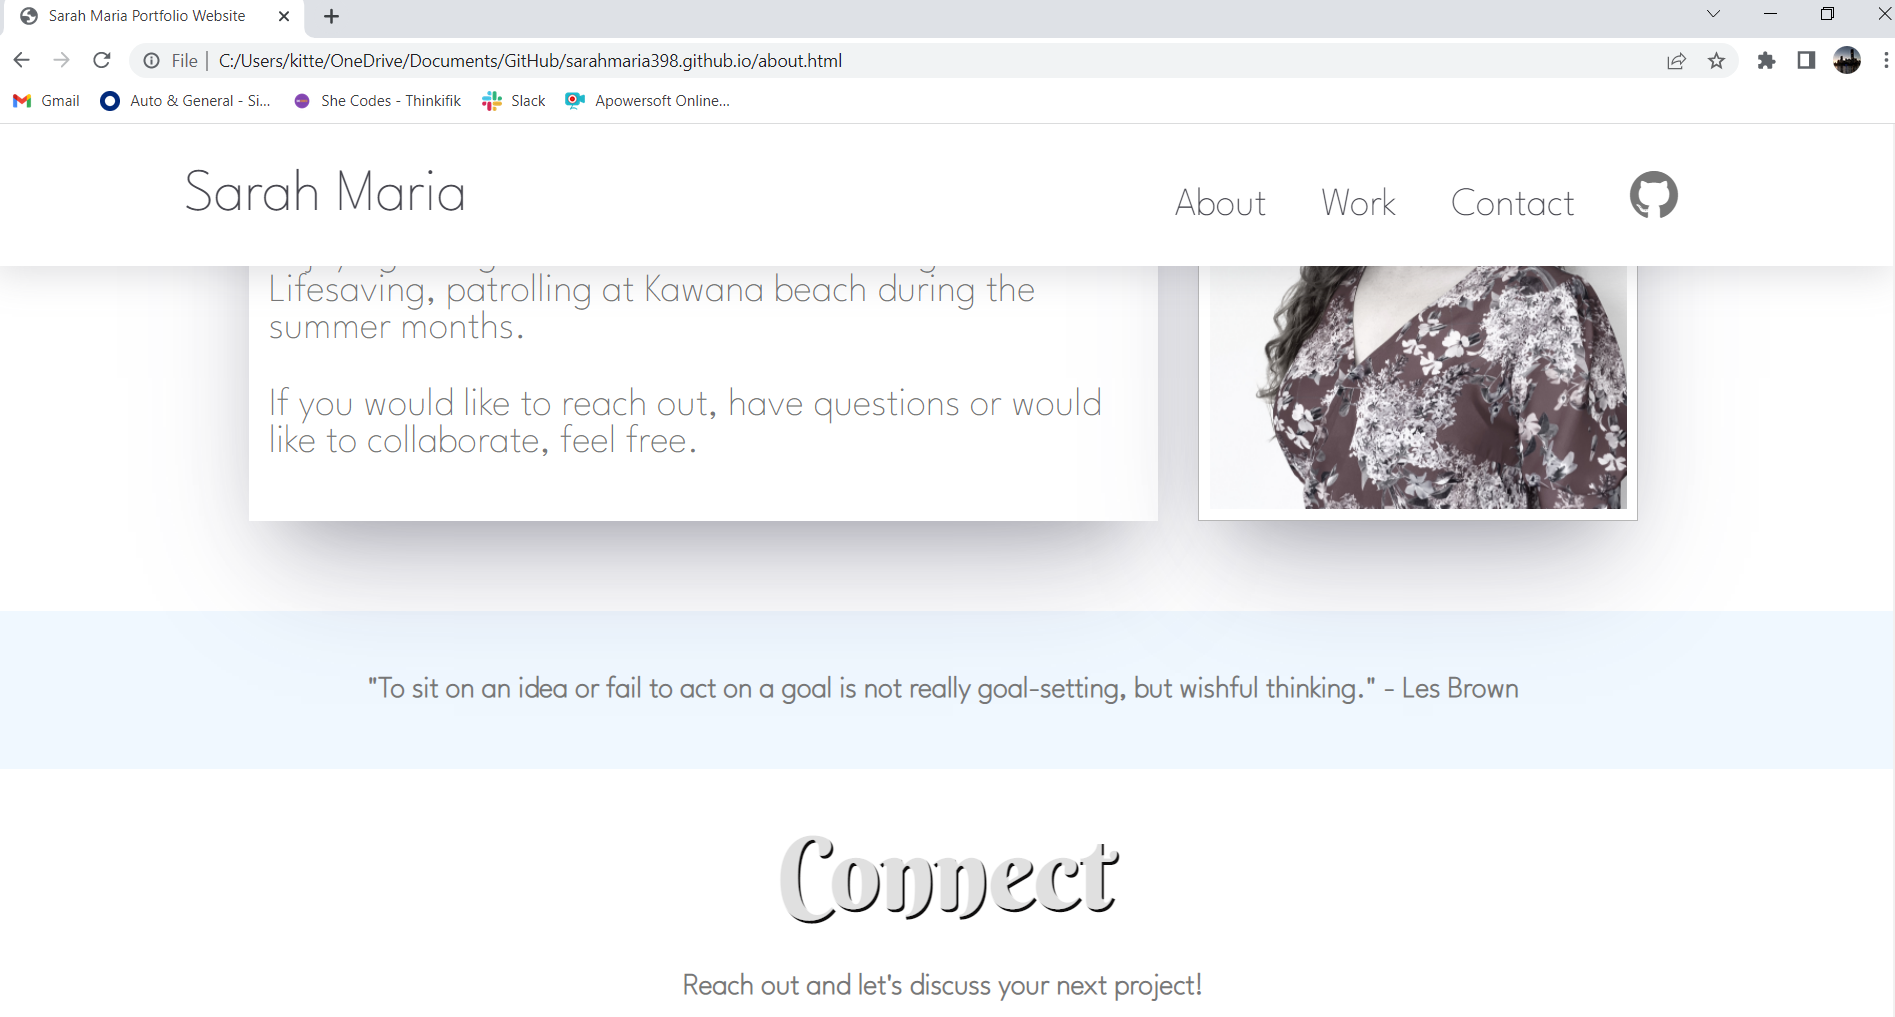 Sarah Maria Portfolio Website
File | C:/Users/kitte/OneDrive/Documents/GitHub/sarahmaria398.github.io/about.html
Gmail Auto & General - Si... She Codes - Thinkifik Slack Apowersoft Online...
Sarah Maria
About Work Contact
Lifesaving, patrolling at Kawana beach during the
summer months.
If you would like to reach out, have questions or would
like to collaborate, feel free.
"To sit on an idea or fail to act on a goal is not really goal-setting, but wishful thinking." - Les Brown
Connect
Reach out and let's discuss your next project!